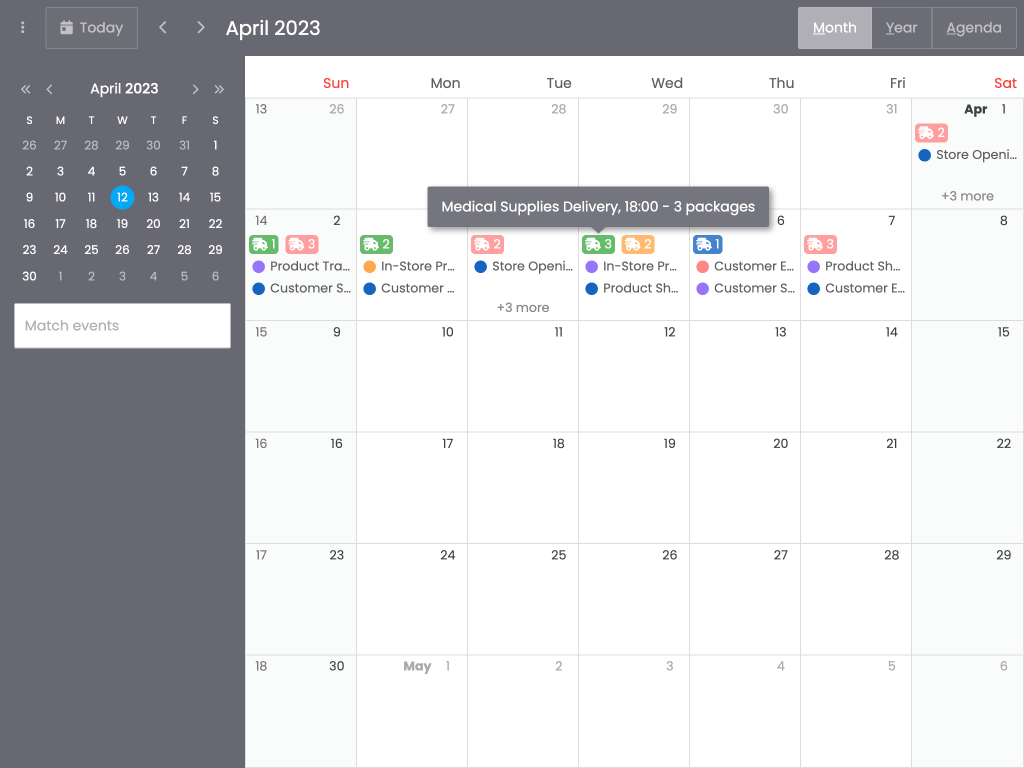 Today
April 2023
Month
Year
Agenda
April 2023
S M T W T F S
26 27 28 29 30 31 1
2 3 4 5 6 7 8
9 10 11 12 13 14 15
16 17 18 19 20 21 22
23 24 25 26 27 28 29
30 1 2 3 4 5 6
Match events
Sun Mon Tue Wed Thu Fri Sat
13 26 27 28 29 30 31 Apr 1
2
Store Openi...
+3 more
Medical Supplies Delivery, 18:00 - 3 packages
14 2 6 7 8
1 3 2 2 3 2 1 3
Product Tra... In-Store Pr... Store Openi... In-Store Pr... Customer E... Product Sh...
Customer S... Customer ... Product Sh... Customer S... Customer E...
+3 more
15 9 10 11 12 13 14 15
16 16 17 18 19 20 21 22
17 23 24 25 26 27 28 29
18 30 May 1 2 3 4 5 6